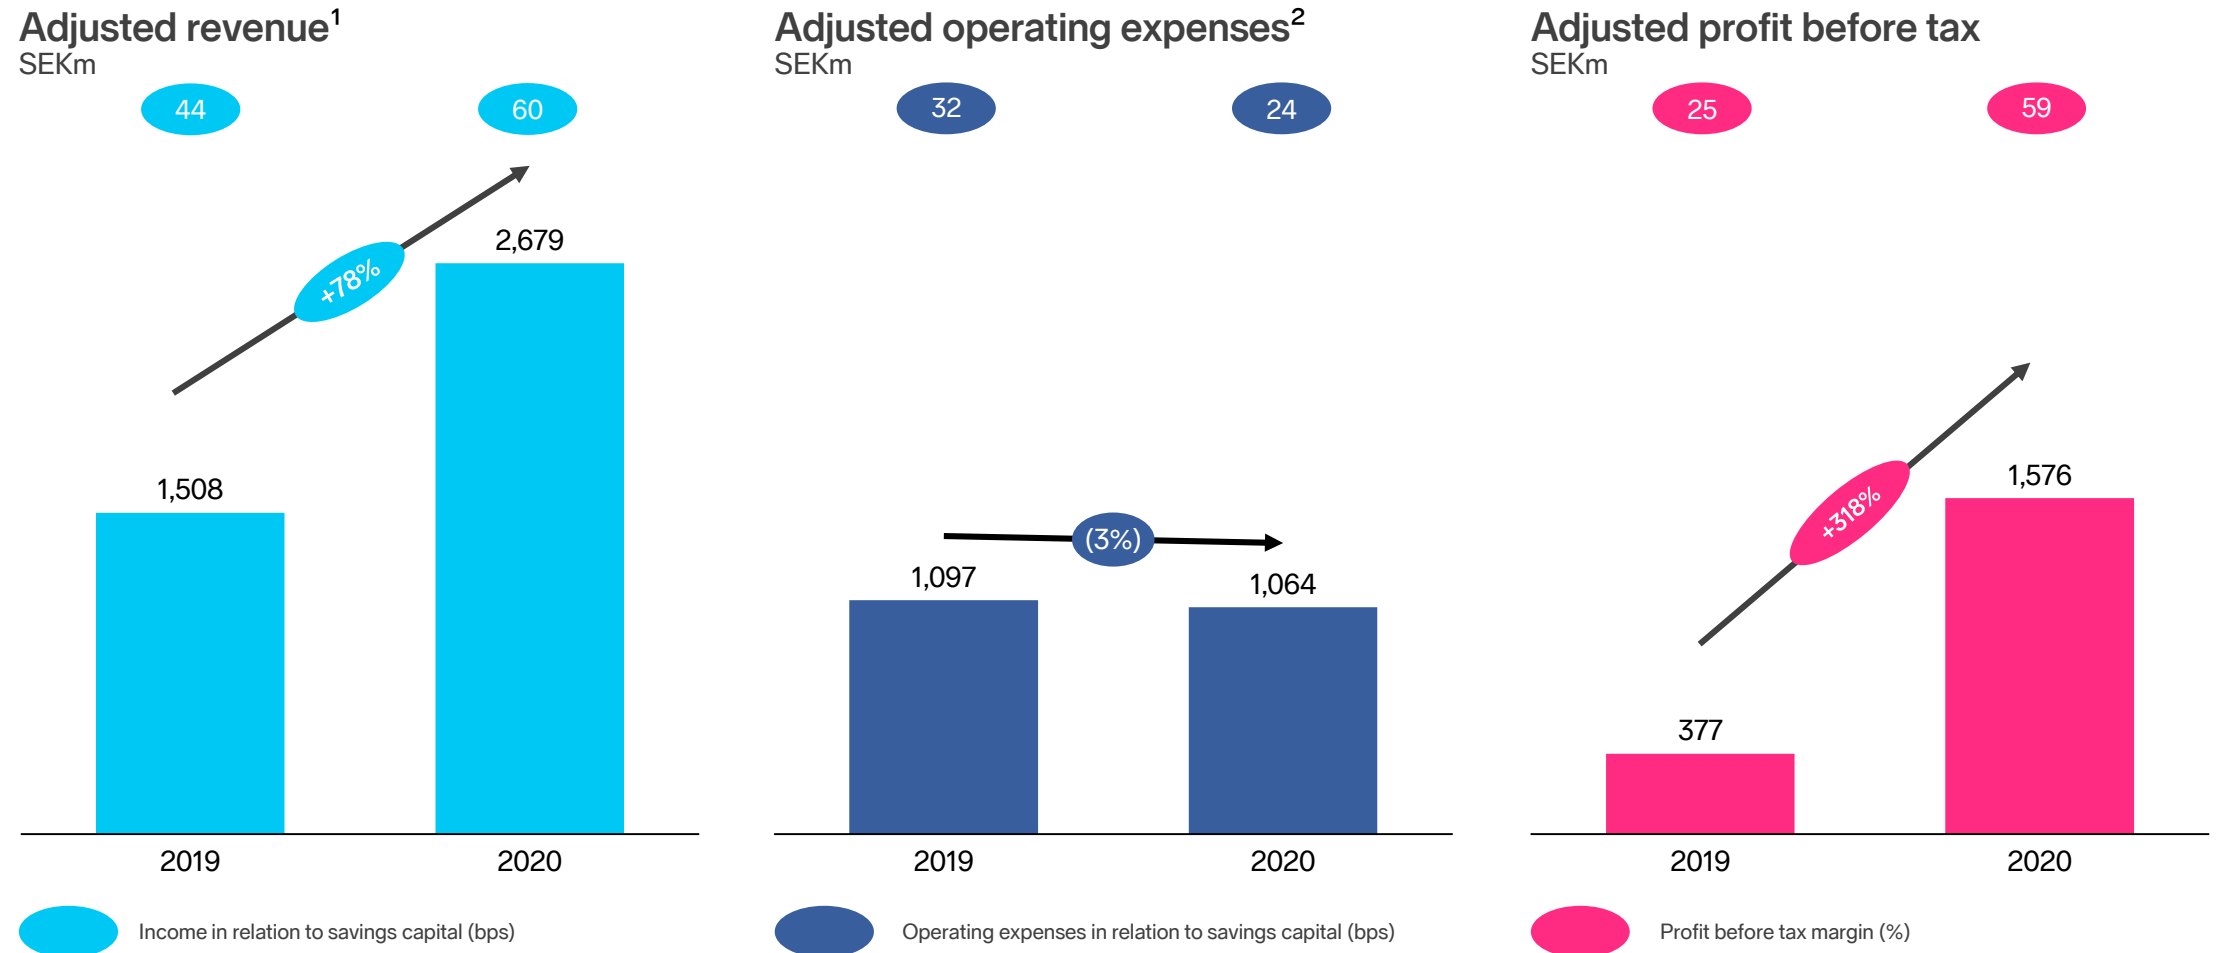 Adjusted revenue¹
SEKm
44
60
+78%
2,679
1,508
2019
2020
Income in relation to savings capital (bps)
Adjusted operating expenses²
SEKm
32
24
(3%)
1,097
1,064
2019
2020
Operating expenses in relation to savings capital (bps)
Adjusted profit before tax
SEKm
25
59
+318%
1,576
377
2019
2020
Profit before tax margin (%)